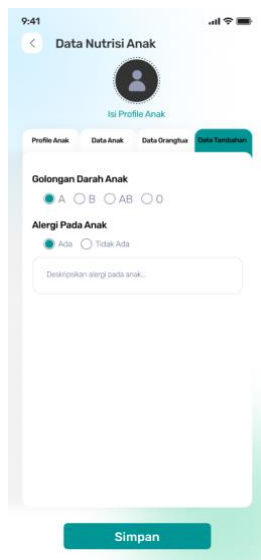 9:41
Data Nutrisi Anak
Isi Profile Anak
Profile Anak Data Anak Data Orangtua Data Tambahan
Golongan Darah Anak
A B AB O
Alergi Pada Anak
Ada Tidak Ada
Deskripsikan alergi pada anak...
Simpan